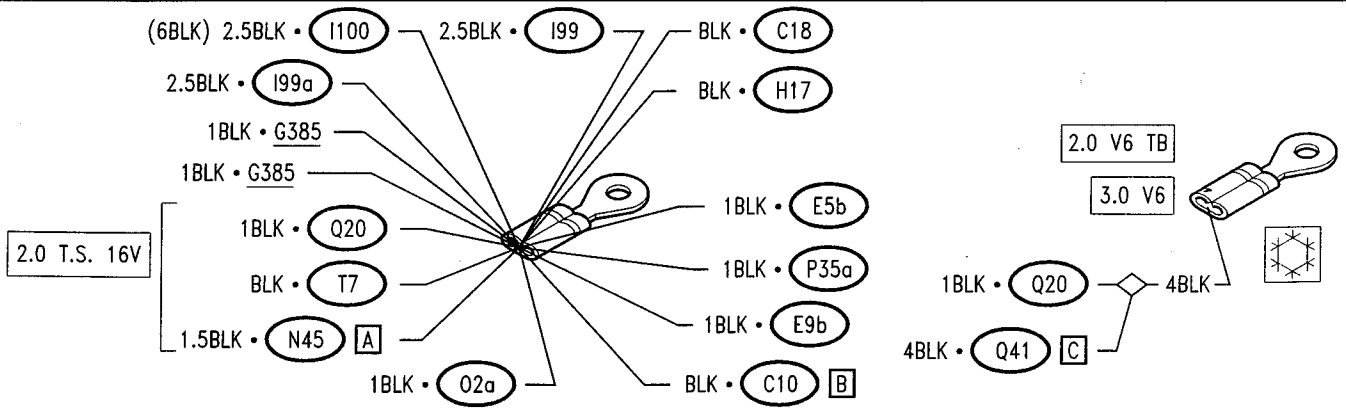 (6BLK) 2.5BLK • I100
2.5BLK • I99
BLK • C18
2.5BLK • I99a
BLK • H17
1BLK • G385
2.0 V6 TB
1BLK • G385
3.0 V6
1BLK • E5b
1BLK • Q20
2.0 T.S. 16V
1BLK • P35a
BLK • T7
1BLK • Q20
4BLK
1BLK • E9b
1.5BLK • N45 A
4BLK • Q41 C
1BLK • O2a
BLK • C10 B